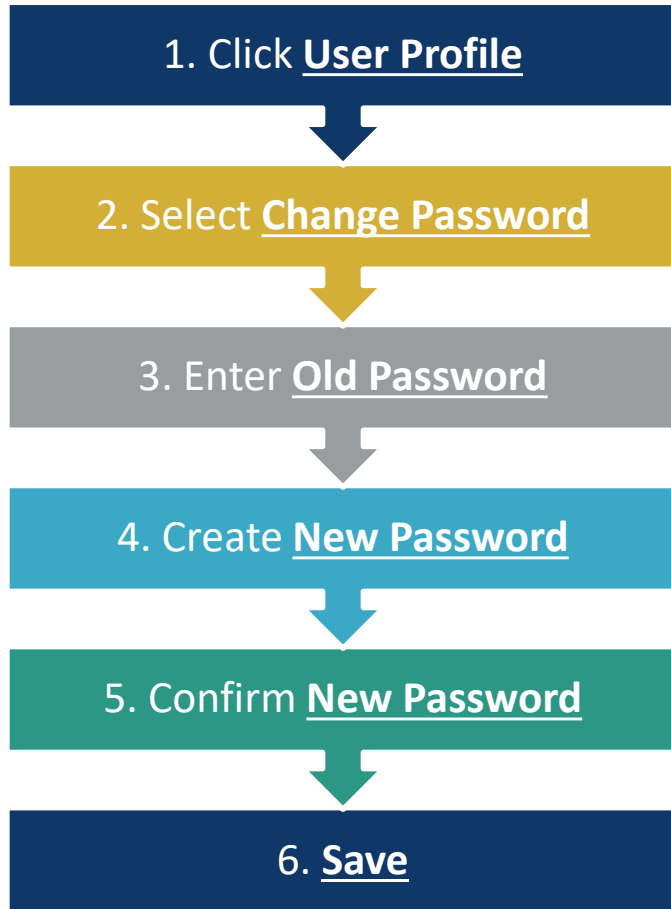 1. Click User Profile
2. Select Change Password
3. Enter Old Password
4. Create New Password
5. Confirm New Password
6. Save